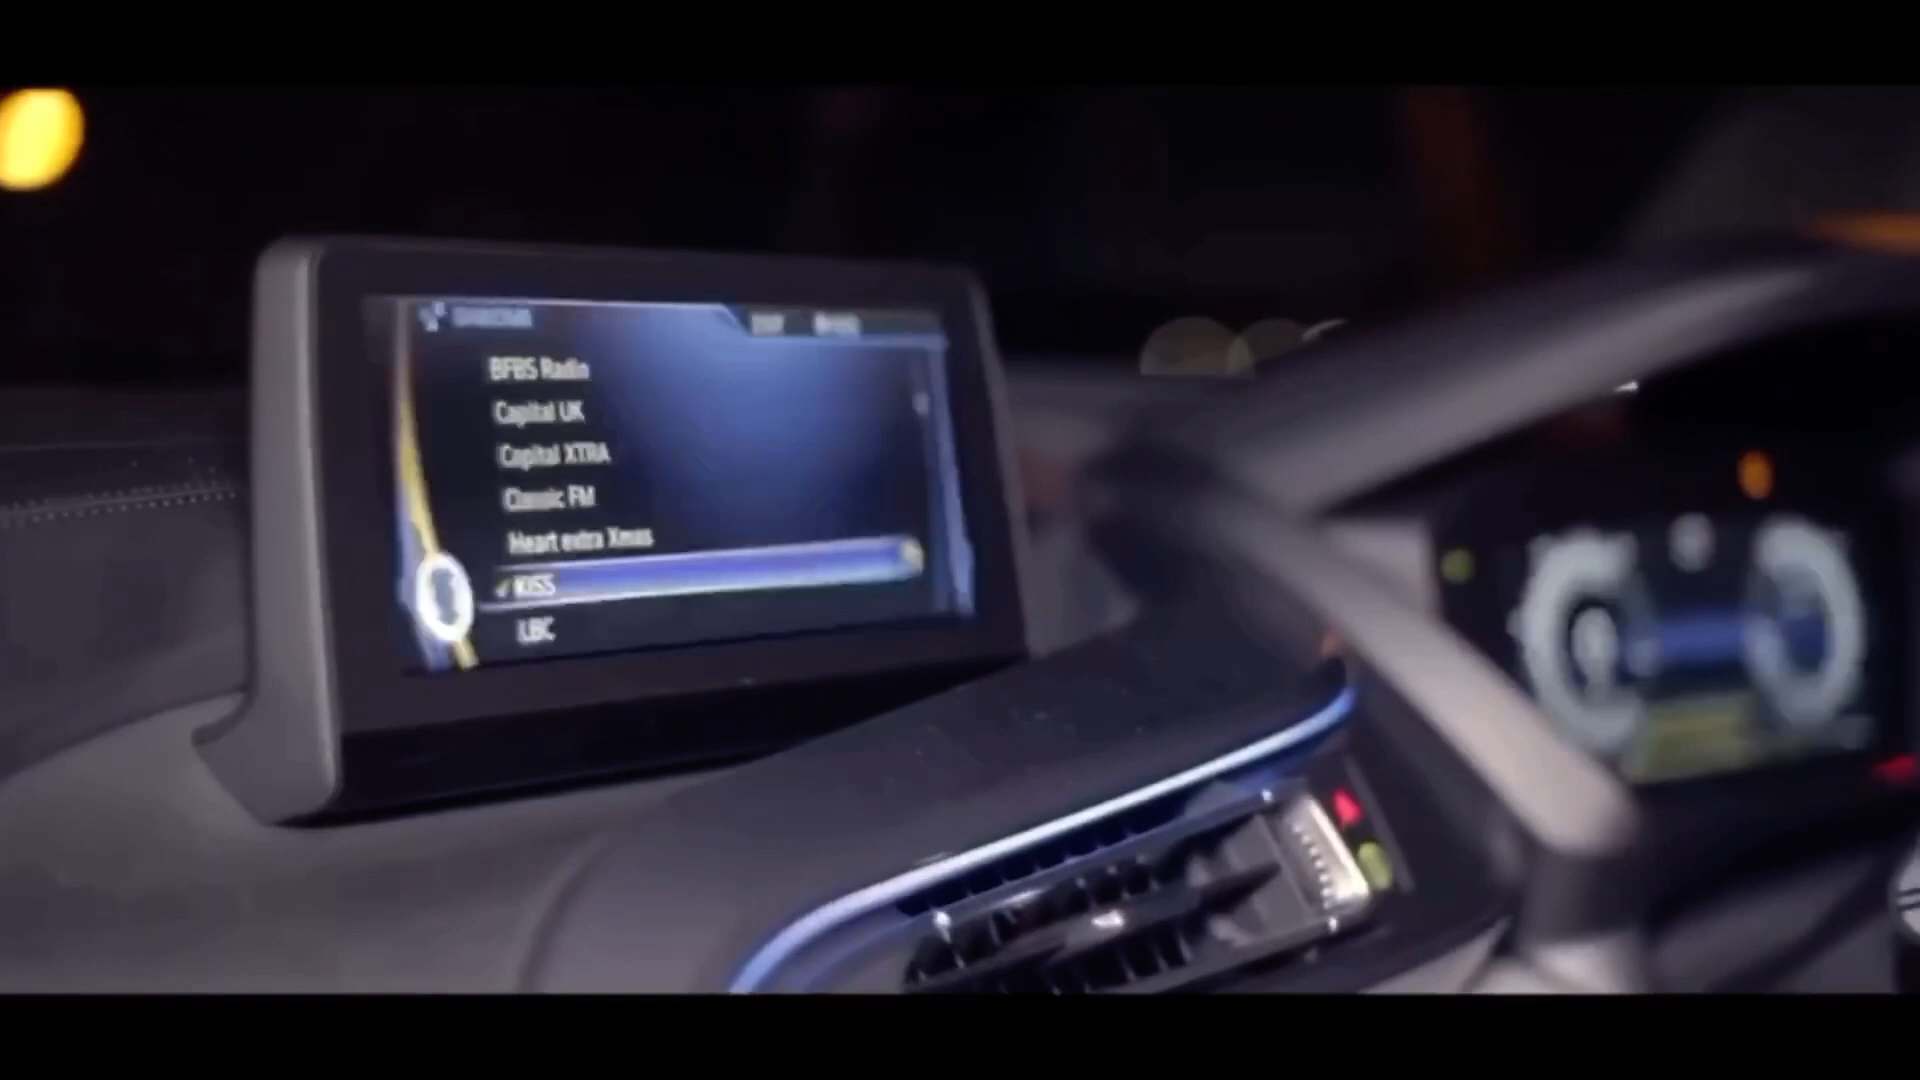 BFBS Radio
Capital UK
Capital XTRA
Classic FM
Heart extra Xmas
KISS
LBC